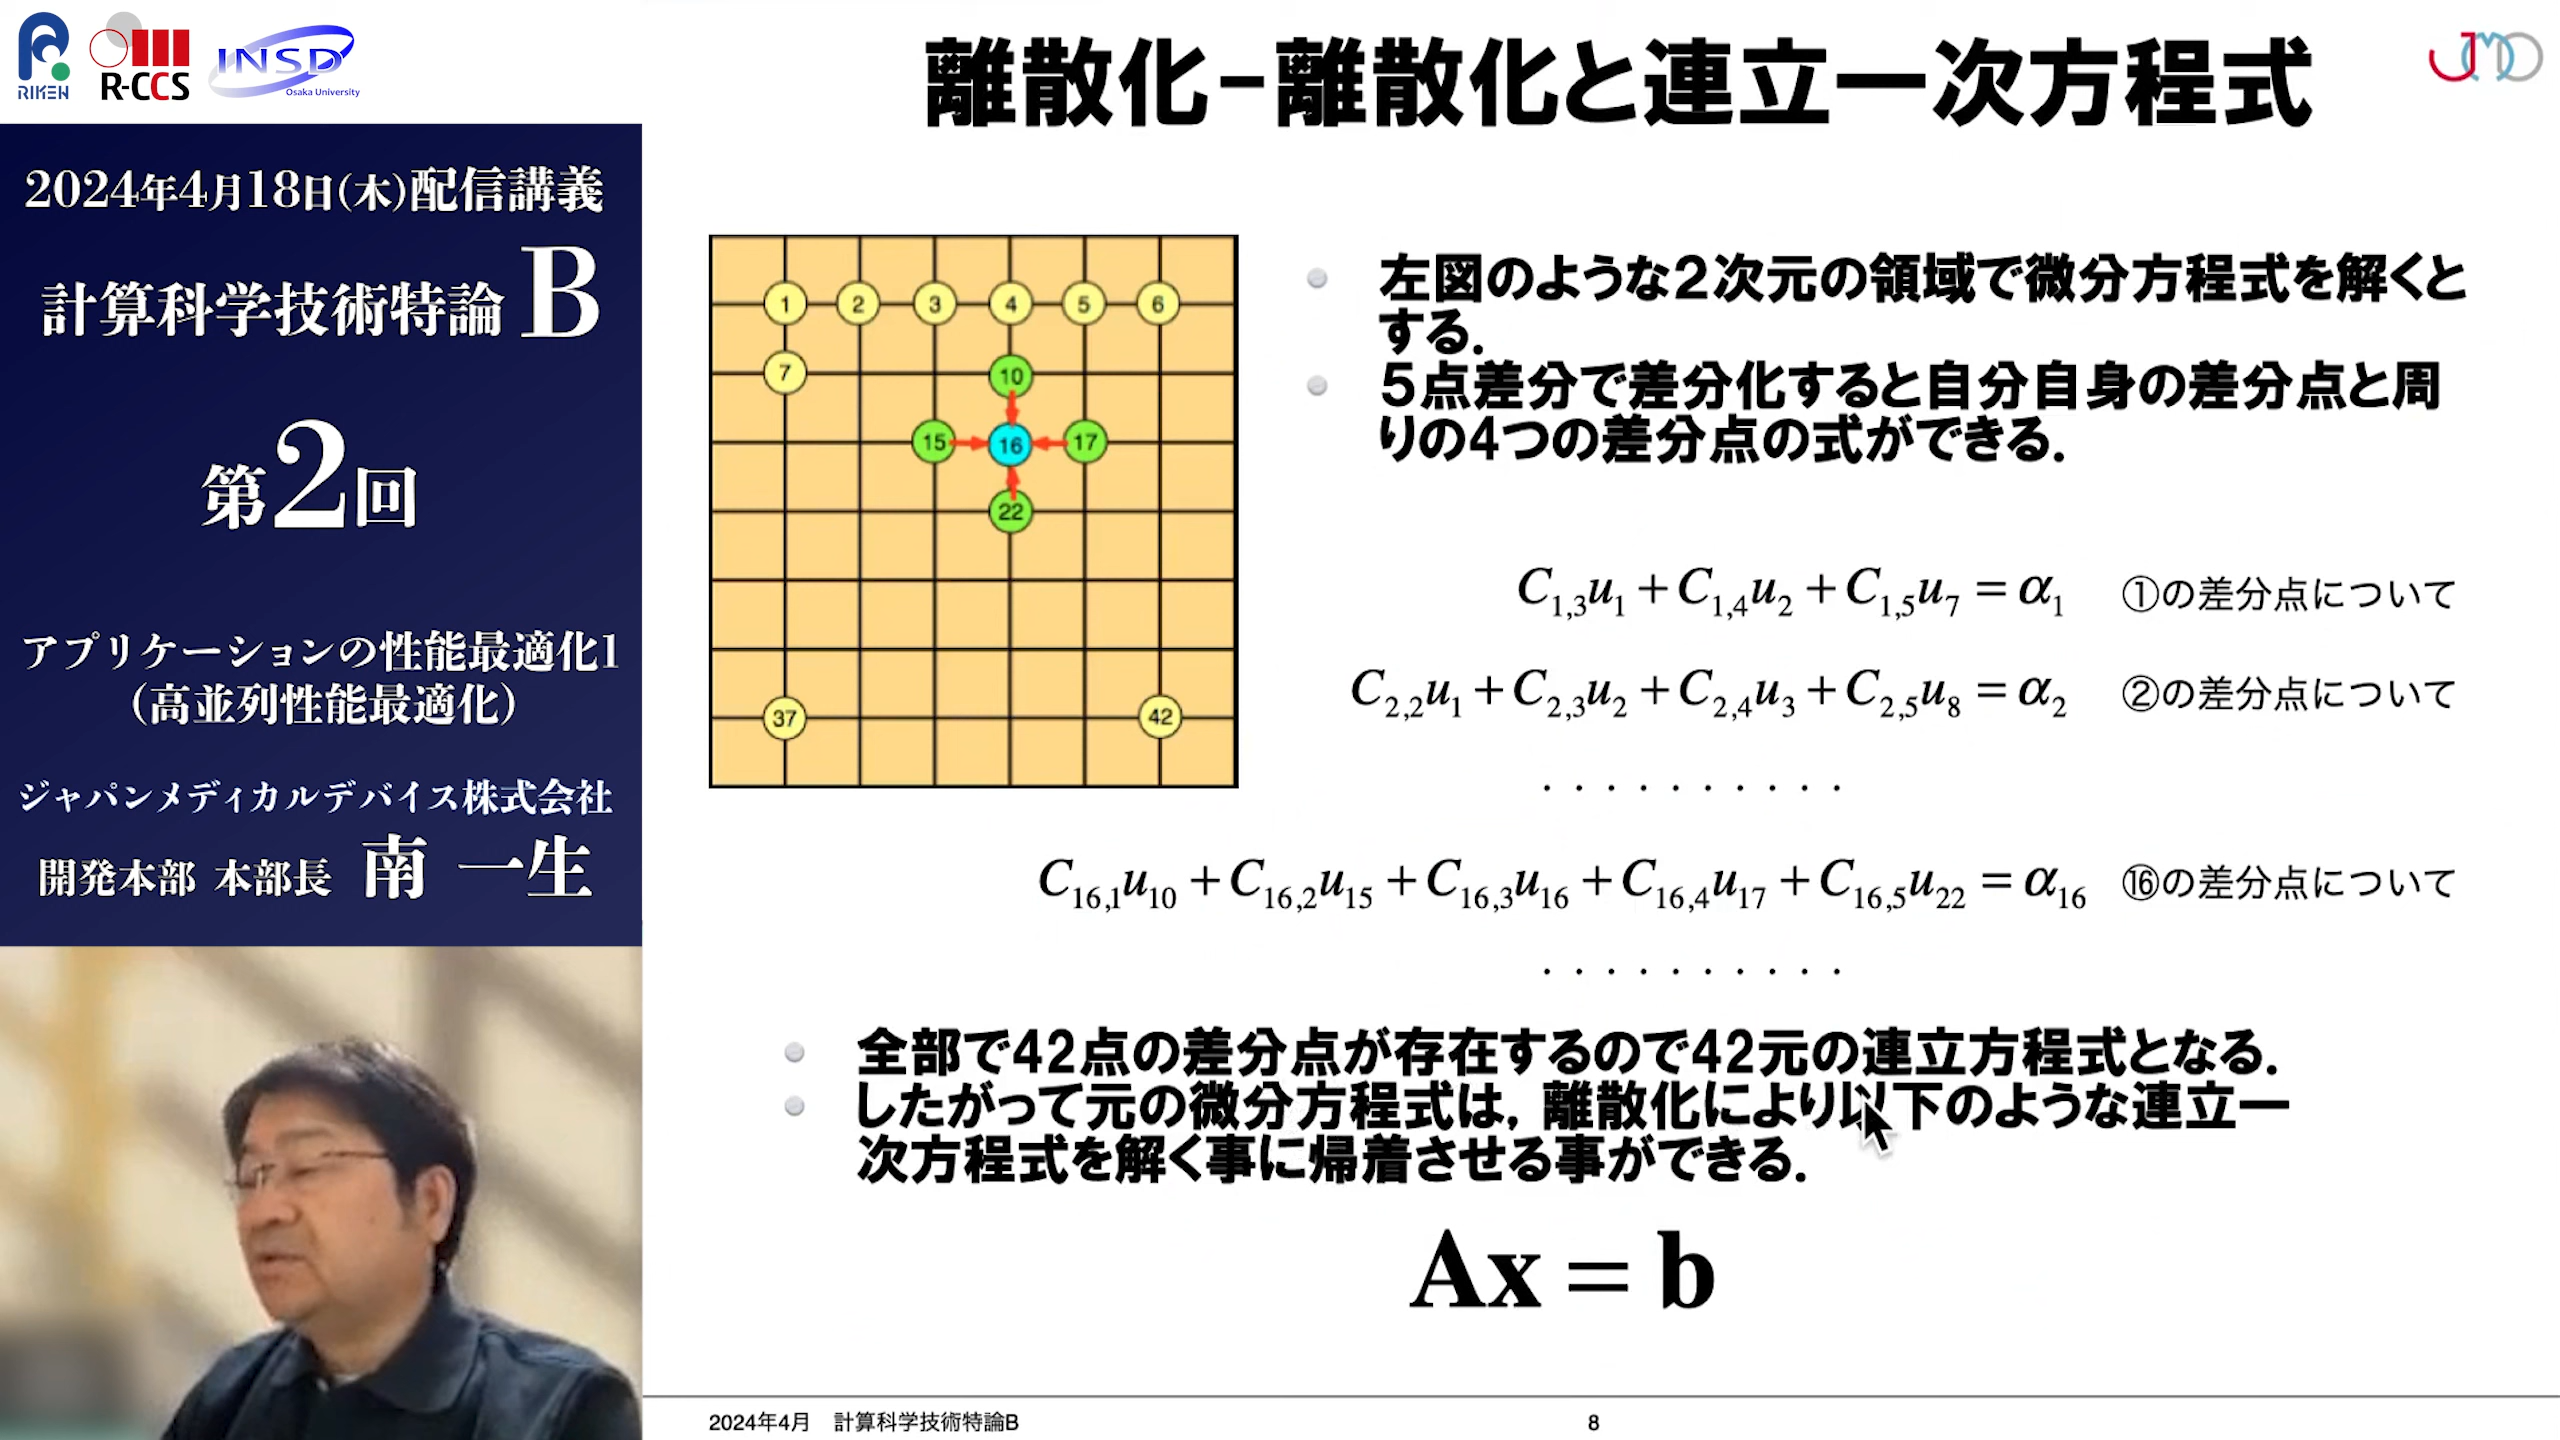 RIKEN
R-CCS
INSD
Osaka University
2024年4月18日(木)配信講義
計算科学技術特論 B
第2回
アプリケーションの性能最適化1
(高並列性能最適化)
ジャパンメディカルデバイス株式会社
開発本部 本部長 南 一生
離散化-離散化と連立一次方程式
JMD
1 2 3 4 5 6
7 10
15 16 17
22
37 42
左図のような2次元の領域で微分方程式を解くと
する.
5点差分で差分化すると自分自身の差分点と周
りの4つの差分点の式ができる.
C1,3u1 + C1,4u2 + C1,5u7 = α1 ①の差分点について
C2,2u1 + C2,3u2 + C2,4u3 + C2,5u8 = α2 ②の差分点について
. . . . . . . . . .
C16,1u10 + C16,2u15 + C16,3u16 + C16,4u17 + C16,5u22 = α16 ⑯の差分点について
. . . . . . . . . .
全部で42点の差分点が存在するので42元の連立方程式となる.
したがって元の微分方程式は, 離散化により以下のような連立一
次方程式を解く事に帰着させる事ができる.
Ax = b
2024年4月 計算科学技術特論B
8